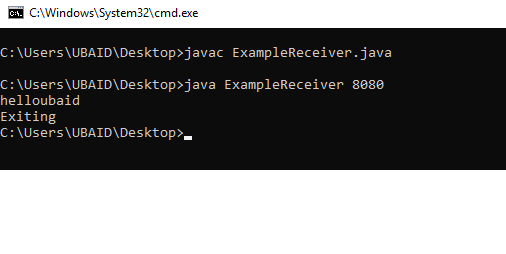 C:\Windows\System32\cmd.exe
C:\Users\UBAID\Desktop>javac ExampleReceiver.java
C:\Users\UBAID\Desktop>java ExampleReceiver 8080
helloubaid
Exiting
C:\Users\UBAID\Desktop>